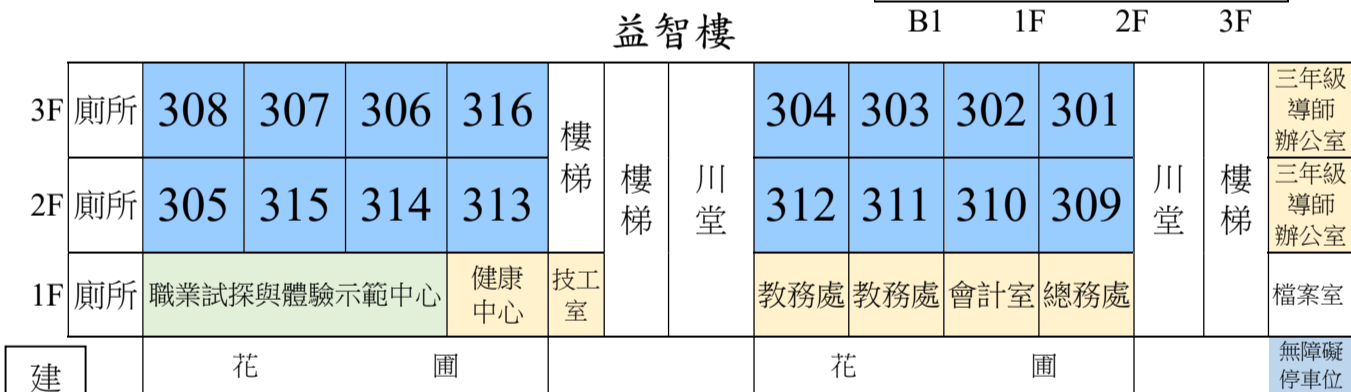 B1 1F 2F 3F
益智樓
3F 廁所 308 307 306 316 樓梯 樓梯 川堂 304 303 302 301 川堂 樓梯 三年級
導師
辦公室
2F 廁所 305 315 314 313 312 311 310 309 三年級
導師
辦公室
1F 廁所 職業試探與體驗示範中心 健康
中心 技工
室 教務處 教務處 會計室 總務處 檔案室
建 花 圃 花 圃 無障礙
停車位